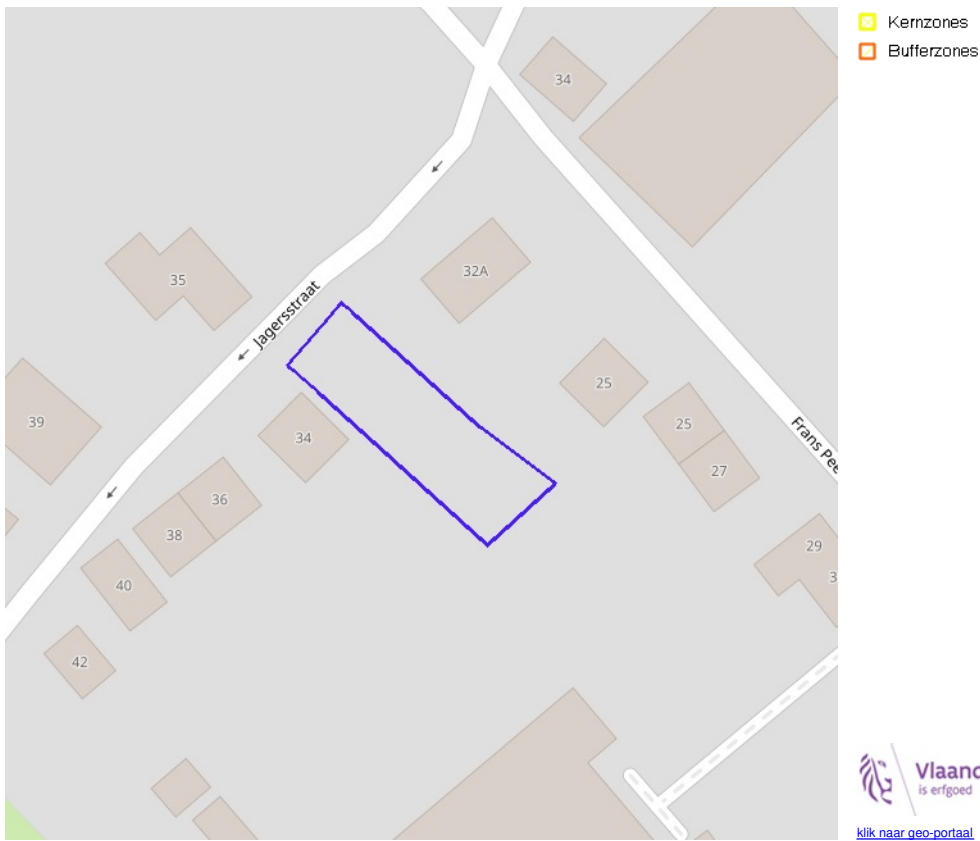 Kernzones
Bufferzones
34
32A
35
Jagersstraat
25
39
34
25
Frans Pee
27
36
38
29
3
40
42
Vlaand
is erfgoed
klik naar geo-portaal